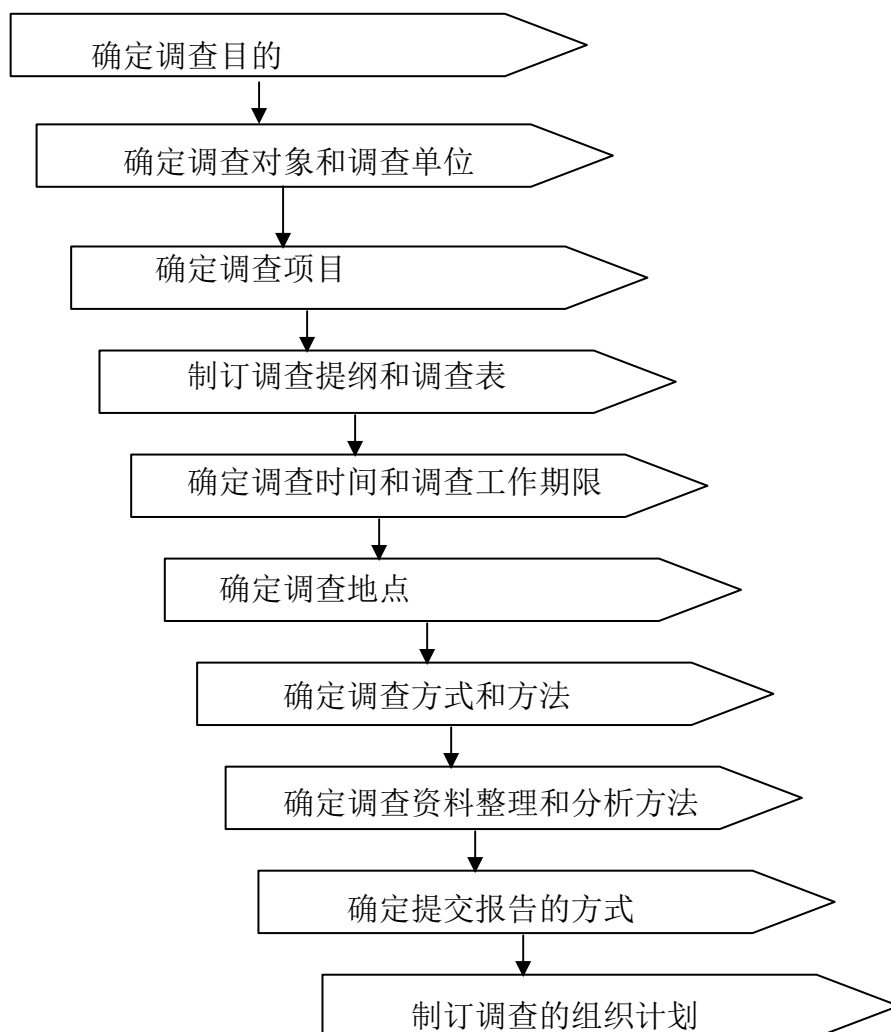 确定调查目的
确定调查对象和调查单位
确定调查项目
制订调查提纲和调查表
确定调查时间和调查工作期限
确定调查地点
确定调查方式和方法
确定调查资料整理和分析方法
确定提交报告的方式
制订调查的组织计划